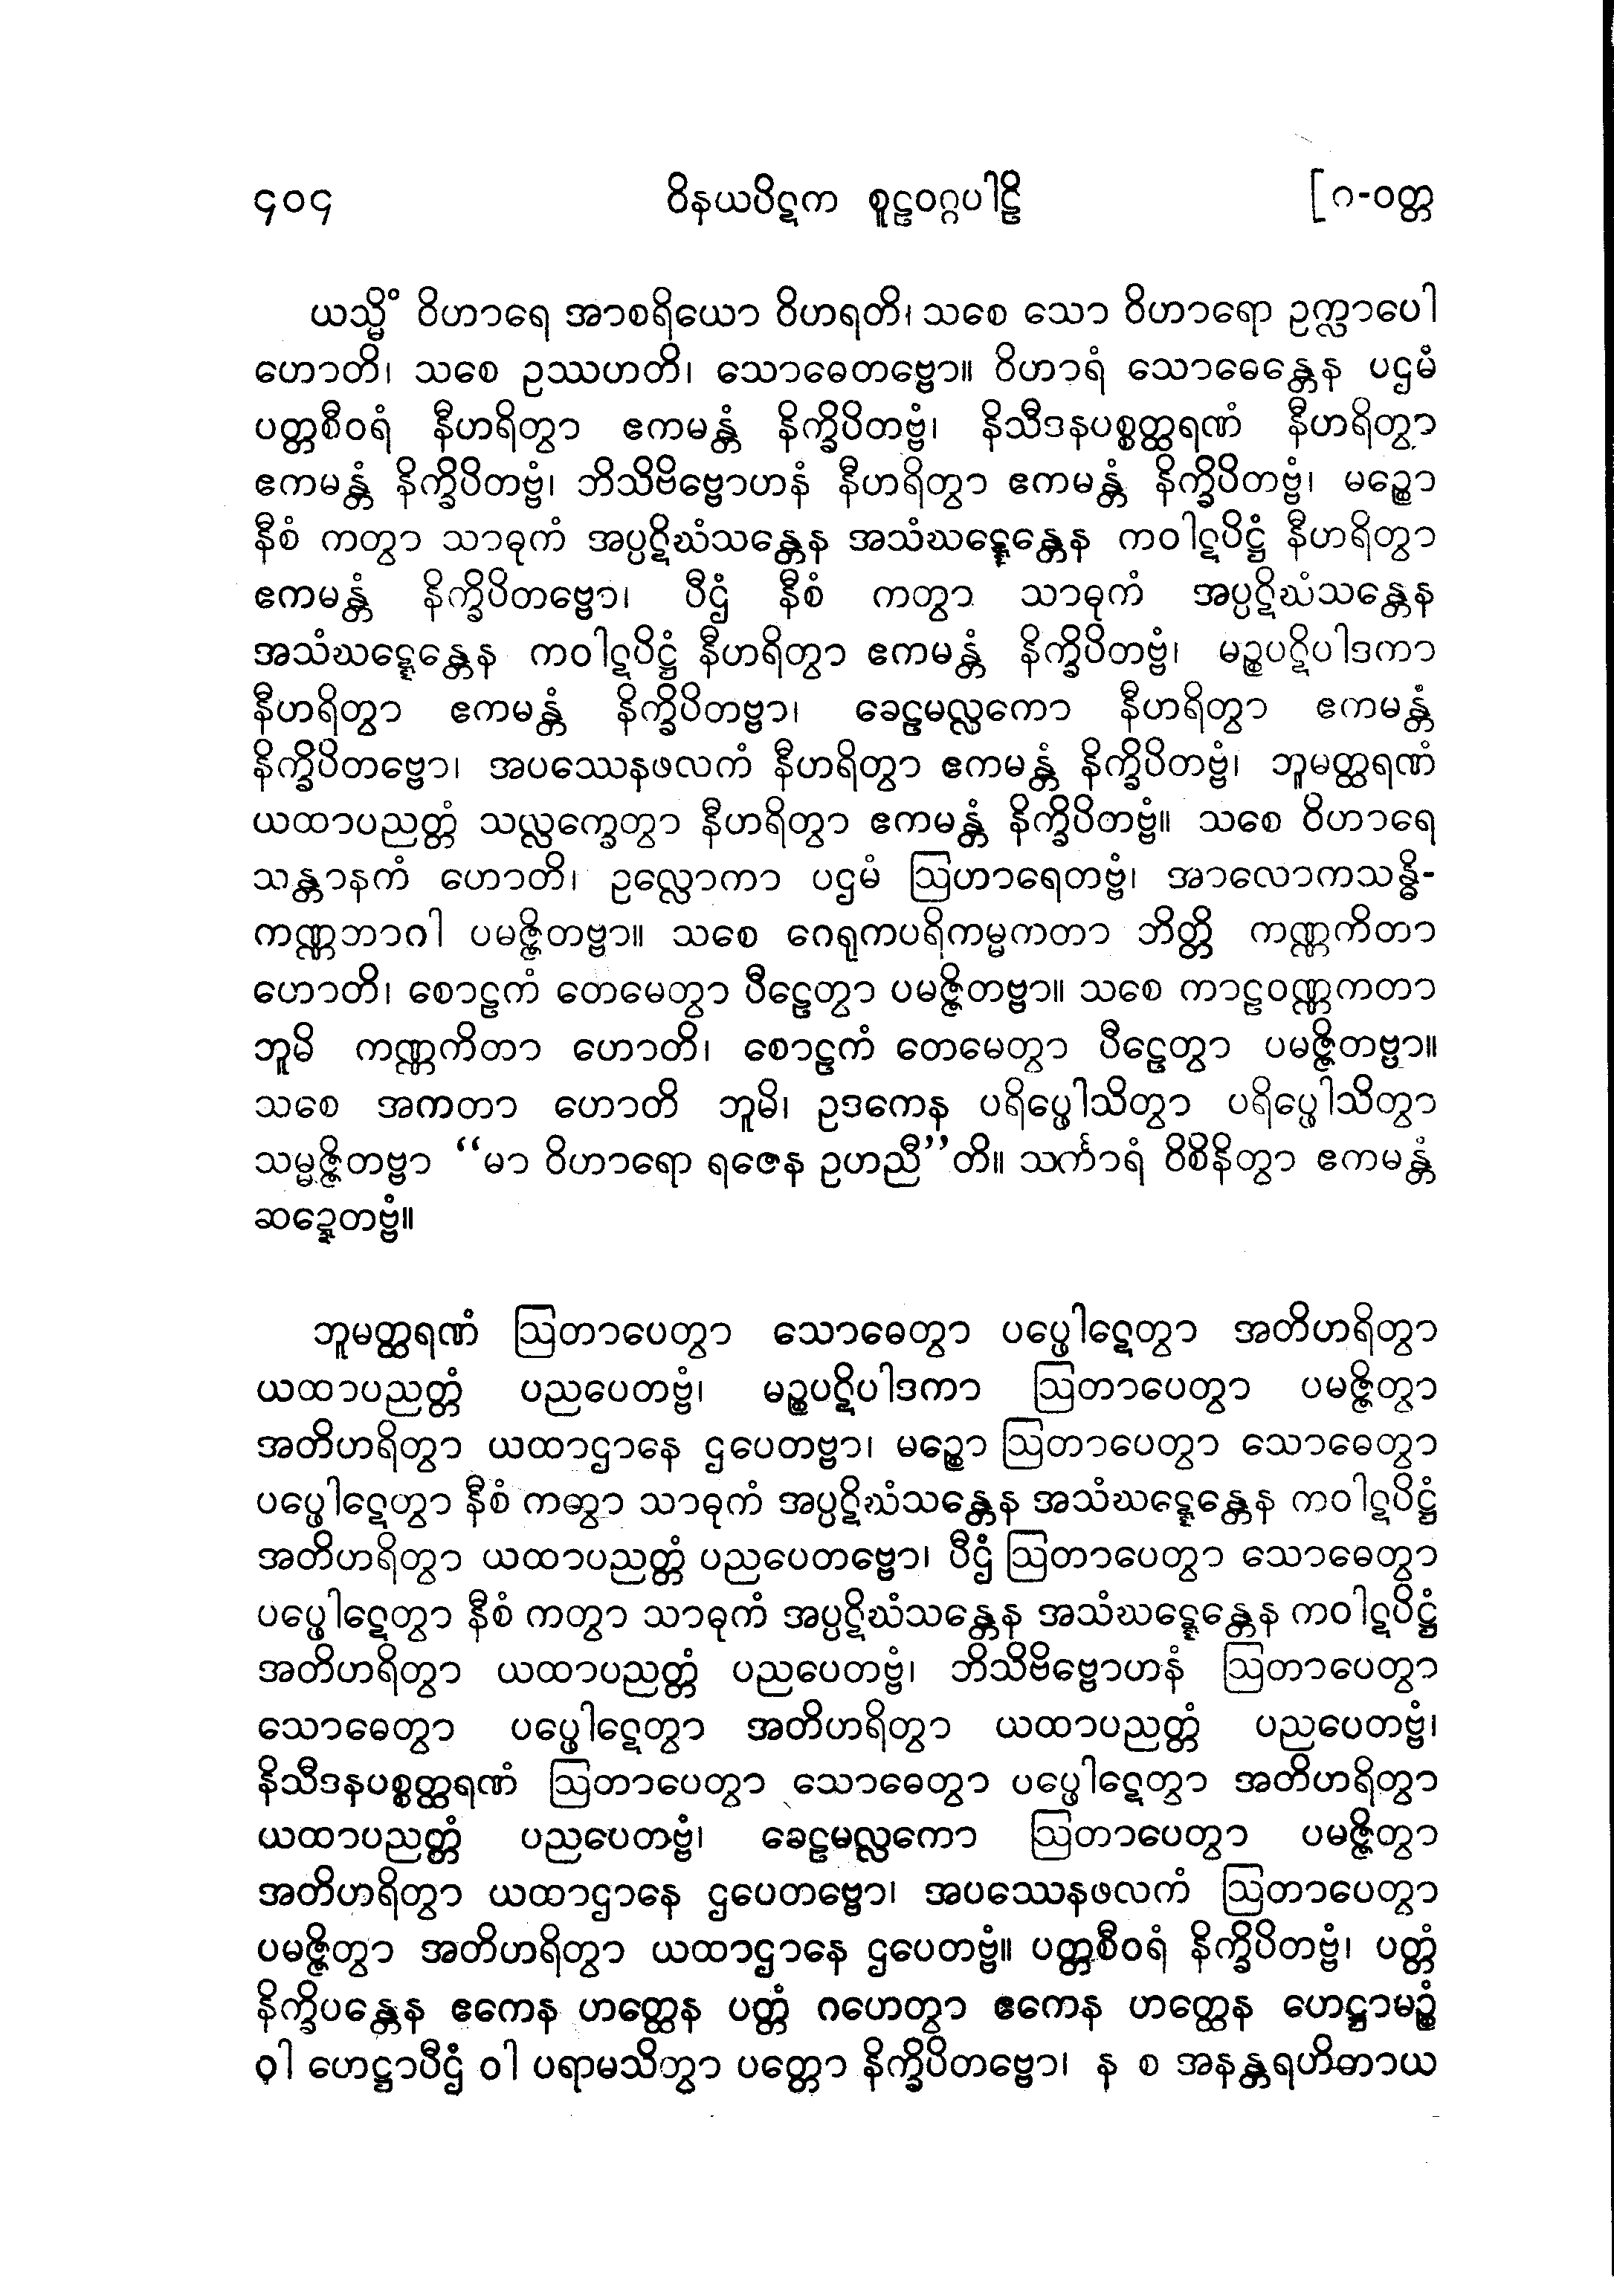 ၄၀၄ ဝိနယပိဋက စူဠဝဂ္ဂပါဠိ [၈-ဝတ္တ
ယသ္မိံ ဝိဟာရေ အာစရိယော ဝိဟရတိ၊ သစေ သော ဝိဟာရော ဥက္လာပေါ
ဟောတိ၊ သစေ ဥဿဟတိ၊ သောဓေတဗ္ဗော။ ဝိဟာရံ သောဓေန္တေန ပဌမံ
ပတ္တစီဝရံ နီဟရိတွာ ဧကမန္တံ နိက္ခိပိတဗ္ဗံ၊ နိသီဒနပစ္စတ္ထရဏံ နီဟရိတွာ
ဧကမန္တံ နိက္ခိပိတဗ္ဗံ၊ ဘိသိဗိဗ္ဗောဟနံ နီဟရိတွာ ဧကမန္တံ နိက္ခိပိတဗ္ဗံ၊ မဉ္စော
နီစံ ကတွာ သာဓုကံ အပ္ပဋိဃံသန္တေန အသံဃဋ္ဋေန္တေန ကဝါဋပိဋ္ဌံ နီဟရိတွာ
ဧကမန္တံ နိက္ခိပိတဗ္ဗော၊ ပီဌံ နီစံ ကတွာ သာဓုကံ အပ္ပဋိဃံသန္တေန
အသံဃဋ္ဋေန္တေန ကဝါဋပိဋ္ဌံ နီဟရိတွာ ဧကမန္တံ နိက္ခိပိတဗ္ဗံ၊ မဉ္စပဋိပါဒကာ
နီဟရိတွာ ဧကမန္တံ နိက္ခိပိတဗ္ဗာ၊ ခေဠမလ္လကော နီဟရိတွာ ဧကမန္တံ
နိက္ခိပိတဗ္ဗော၊ အပဿေနဖလကံ နီဟရိတွာ ဧကမန္တံ နိက္ခိပိတဗ္ဗံ၊ ဘူမတ္ထရဏံ
ယထာပညတ္တံ သလ္လက္ခေတွာ နီဟရိတွာ ဧကမန္တံ နိက္ခိပိတဗ္ဗံ။ သစေ ဝိဟာရေ
သန္တာနကံ ဟောတိ၊ ဥလ္လောကာ ပဌမံ ဩဟာရေတဗ္ဗံ၊ အာလောကသန္ဓိ-
ကဏ္ဏဘာဂါ ပမဇ္ဇိတဗ္ဗာ။ သစေ ဂေရုကပရိကမ္မကတာ ဘိတ္တိ ကဏ္ဏကိတာ
ဟောတိ၊ စောဠကံ တေမေတွာ ပီဠေတွာ ပမဇ္ဇိတဗ္ဗာ။ သစေ ကာဠဝဏ္ဏကတာ
ဘူမိ ကဏ္ဏကိတာ ဟောတိ၊ စောဠကံ တေမေတွာ ပီဠေတွာ ပမဇ္ဇိတဗ္ဗာ။
သစေ အကတာ ဟောတိ ဘူမိ၊ ဥဒကေန ပရိပ္ဖေါသိတွာ ပရိပ္ဖေါသိတွာ
သမ္မဇ္ဇိတဗ္ဗာ “မာ ဝိဟာရော ရဇေန ဥဟညီ”တိ။ သင်္ကာရံ ဝိစိနိတွာ ဧကမန္တံ
ဆဍ္ဍေတဗ္ဗံ။
ဘူမတ္ထရဏံ ဩတာပေတွာ သောဓေတွာ ပပ္ဖေါဋေတွာ အတိဟရိတွာ
ယထာပညတ္တံ ပညပေတဗ္ဗံ၊ မဉ္စပဋိပါဒကာ ဩတာပေတွာ ပမဇ္ဇိတွာ
အတိဟရိတွာ ယထာဌာနေ ဌပေတဗ္ဗာ၊ မဉ္စော ဩတာပေတွာ သောဓေတွာ
ပပ္ဖေါဋေတွာ နီစံ ကတွာ သာဓုကံ အပ္ပဋိဃံသန္တေန အသံဃဋ္ဋေန္တေန ကဝါဋပိဋ္ဌံ
အတိဟရိတွာ ယထာပညတ္တံ ပညပေတဗ္ဗော၊ ပီဌံ ဩတာပေတွာ သောဓေတွာ
ပပ္ဖေါဋေတွာ နီစံ ကတွာ သာဓုကံ အပ္ပဋိဃံသန္တေန အသံဃဋ္ဋေန္တေန ကဝါဋပိဋ္ဌံ
အတိဟရိတွာ ယထာပညတ္တံ ပညပေတဗ္ဗံ၊ ဘိသိဗိဗ္ဗောဟနံ ဩတာပေတွာ
သောဓေတွာ ပပ္ဖေါဋေတွာ အတိဟရိတွာ ယထာပညတ္တံ ပညပေတဗ္ဗံ၊
နိသီဒနပစ္စတ္ထရဏံ ဩတာပေတွာ သောဓေတွာ ပပ္ဖေါဋေတွာ အတိဟရိတွာ
ယထာပညတ္တံ ပညပေတဗ္ဗံ၊ ခေဠမလ္လကော ဩတာပေတွာ ပမဇ္ဇိတွာ
အတိဟရိတွာ ယထာဌာနေ ဌပေတဗ္ဗော၊ အပဿေနဖလကံ ဩတာပေတွာ
ပမဇ္ဇိတွာ အတိဟရိတွာ ယထာဌာနေ ဌပေတဗ္ဗံ။ ပတ္တစီဝရံ နိက္ခိပိတဗ္ဗံ၊ ပတ္တံ
နိက္ခိပန္တေန ဧကေန ဟတ္ထေန ပတ္တံ ဂဟေတွာ ဧကေန ဟတ္ထေန ဟေဋ္ဌာမဉ္စံ
ဝါ ဟေဋ္ဌာပီဌံ ဝါ ပရာမသိတွာ ပတ္တော နိက္ခိပိတဗ္ဗော၊ န စ အနန္တရဟိတာယ